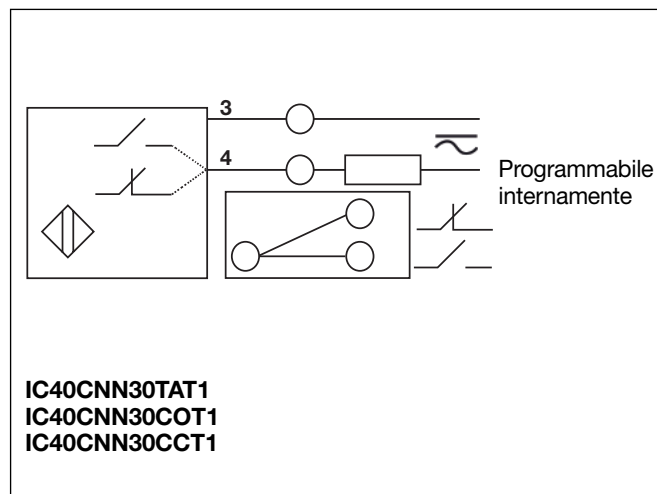 3
4
Programmabile
internamente
IC40CNN30TAT1
IC40CNN30COT1
IC40CNN30CCT1